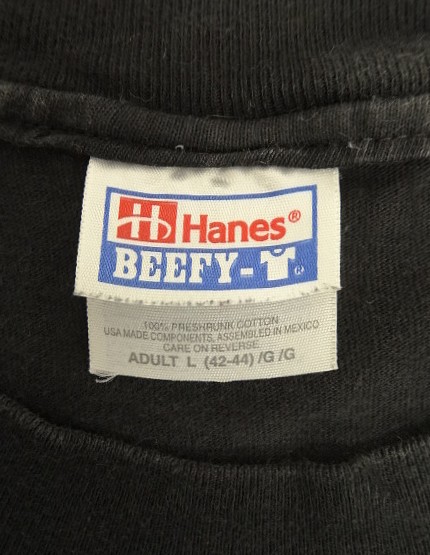 Hanes®
BEEFY-T®
100% PRESHRUNK COTTON
USA MADE COMPONENTS, ASSEMBLED IN MEXICO
CARE ON REVERSE
ADULT L (42-44) /G /G